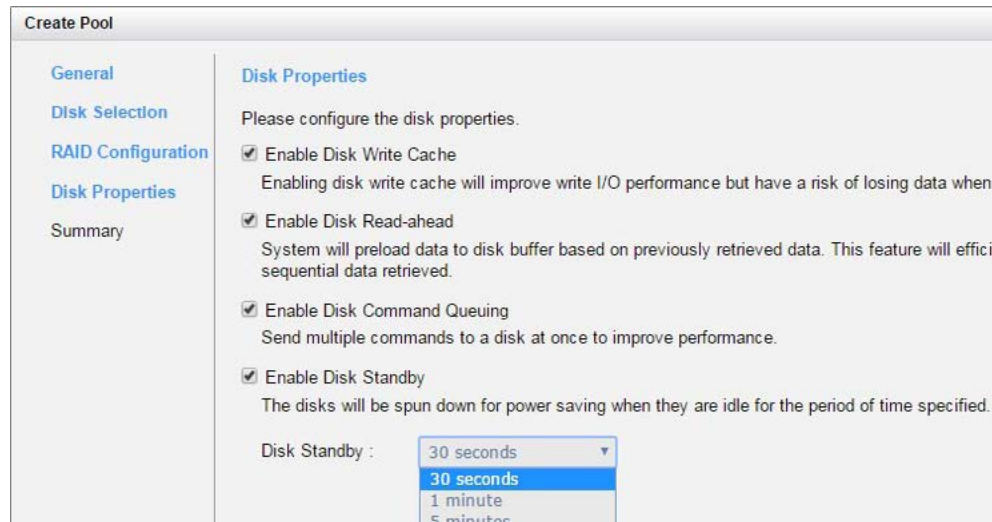 Create Pool
General
Disk Selection
RAID Configuration
Disk Properties
Summary
Disk Properties
Please configure the disk properties.
Enable Disk Write Cache
Enabling disk write cache will improve write I/O performance but have a risk of losing data when
Enable Disk Read-ahead
System will preload data to disk buffer based on previously retrieved data. This feature will effici
sequential data retrieved.
Enable Disk Command Queuing
Send multiple commands to a disk at once to improve performance.
Enable Disk Standby
The disks will be spun down for power saving when they are idle for the period of time specified.
Disk Standby :
30 seconds
30 seconds
1 minute
5 minutes